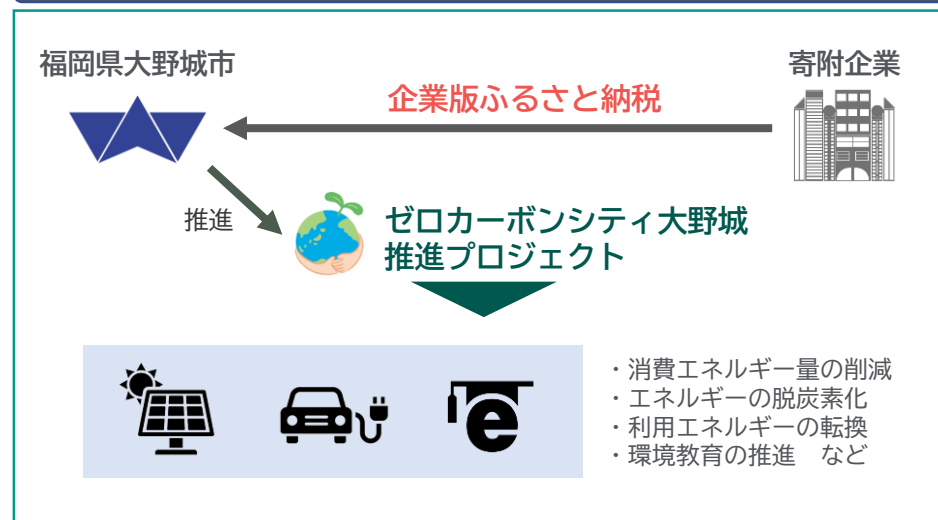 福岡県大野城市
寄附企業
企業版ふるさと納税
推進
ゼロカーボンシティ大野城
推進プロジェクト
e
・消費エネルギー量の削減
・エネルギーの脱炭素化
・利用エネルギーの転換
・環境教育の推進　など